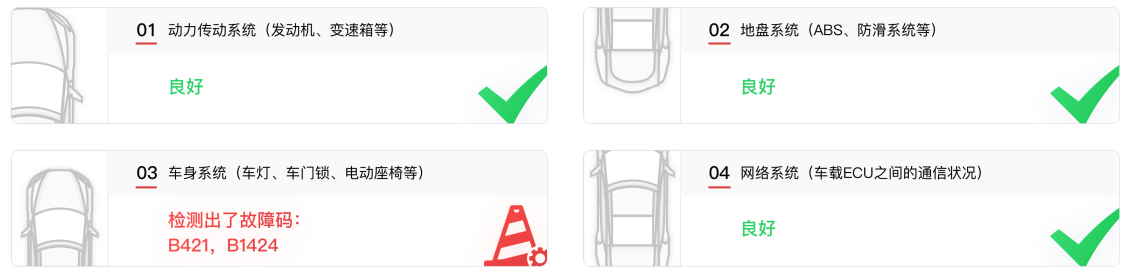 01 动力传动系统（发动机、变速箱等）
良好
02 地盘系统（ABS、防滑系统等）
良好
03 车身系统（车灯、车门锁、电动座椅等）
检测出了故障码：
B421，B1424
04 网络系统（车载ECU之间的通信状况）
良好